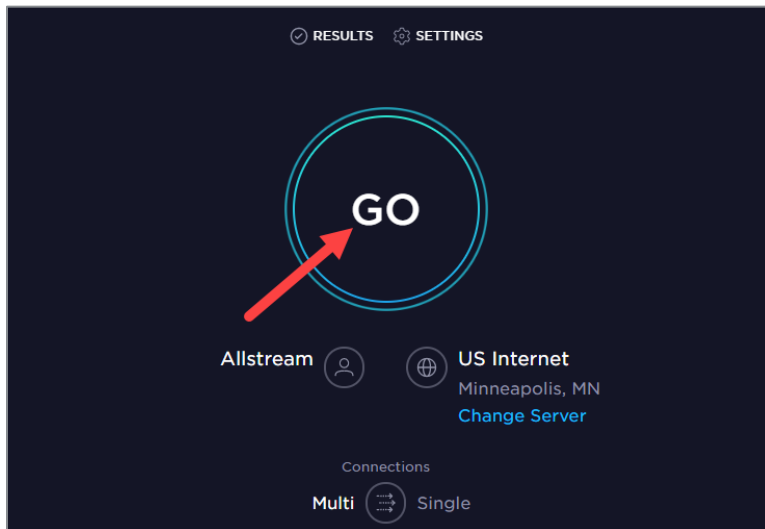 RESULTS SETTINGS
GO
Allstream
US Internet
Minneapolis, MN
Change Server
Connections
Multi Single